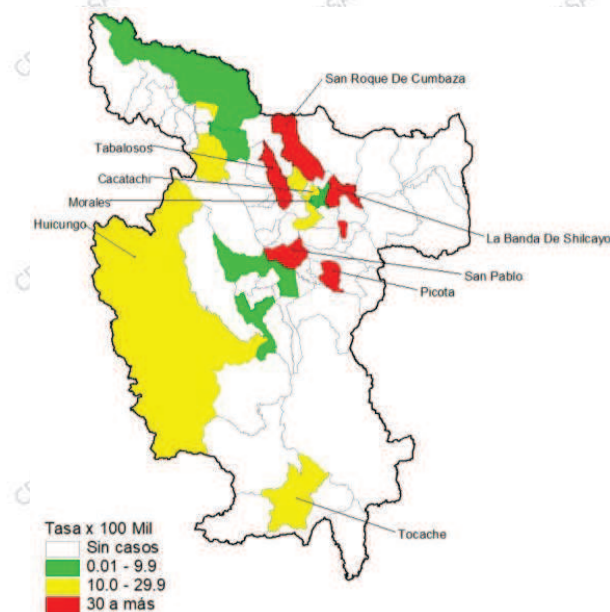 San Roque De Cumbaza
Tabalosos
Cacatachi
Morales
Huicungo
La Banda De Shilcayo
San Pablo
Picota
Tocache
Tasa x 100 Mil
Sin casos
0.01 - 9.9
10.0 - 29.9
30 a más